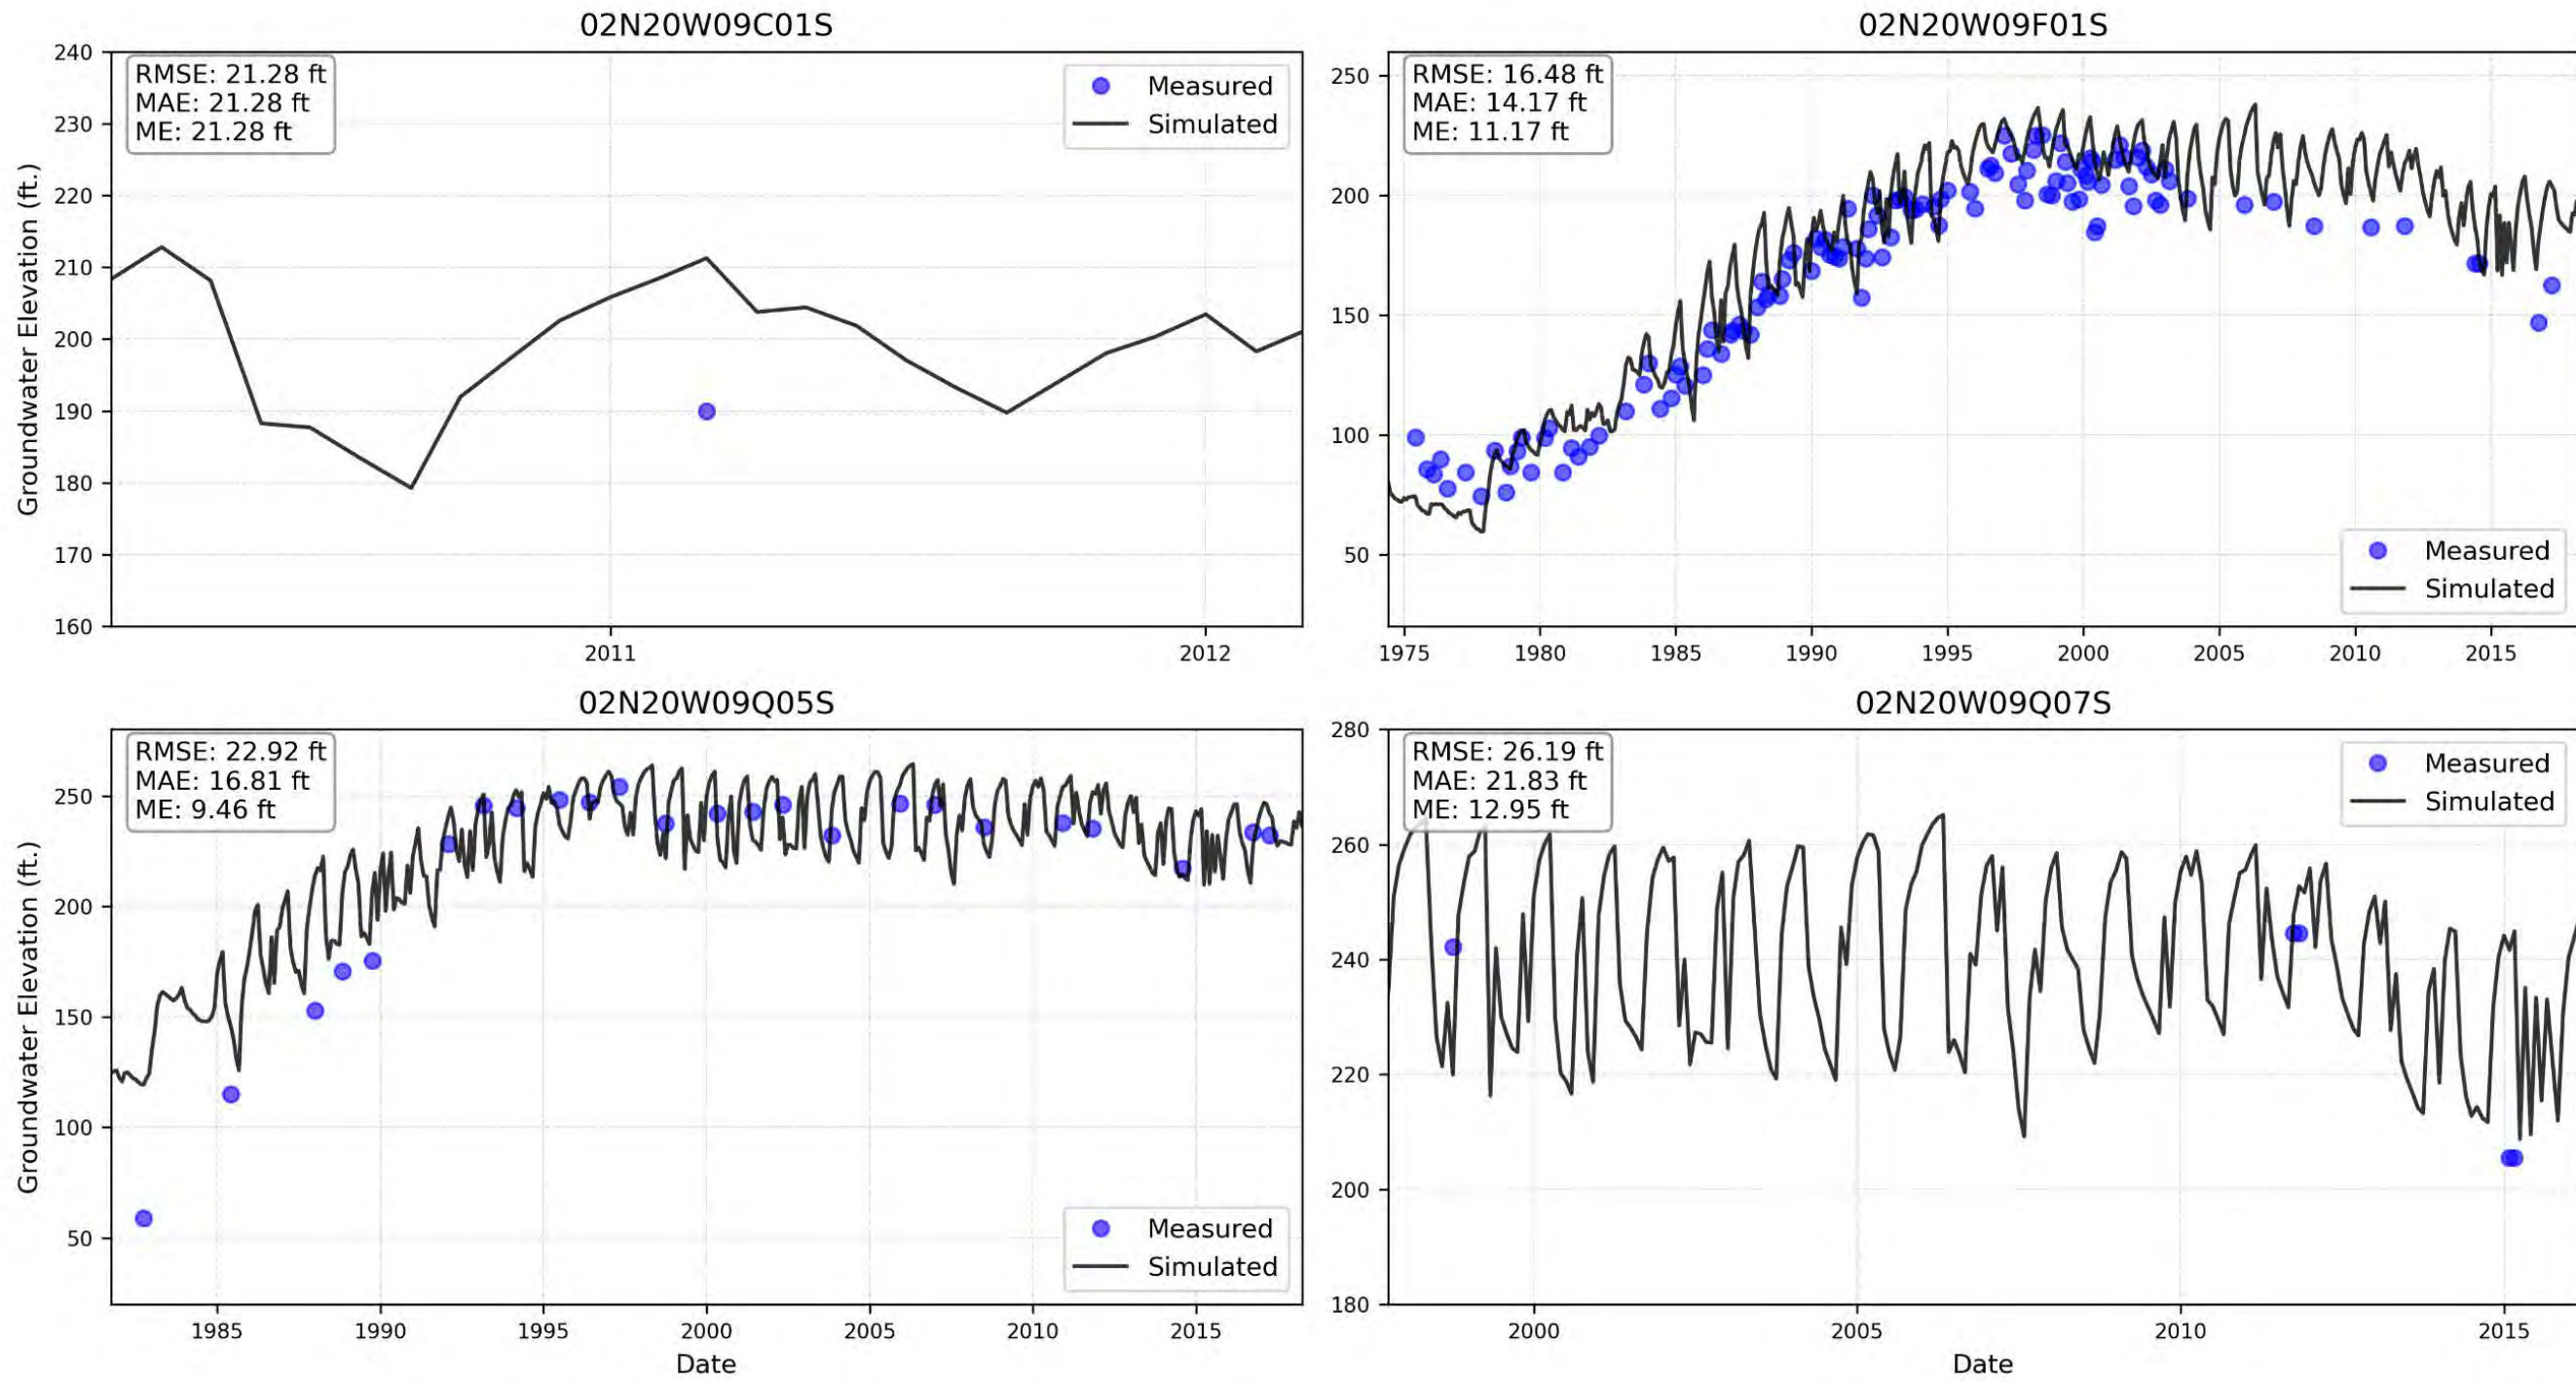 02N20W09C01S
RMSE: 21.28 ft
MAE: 21.28 ft
ME: 21.28 ft
Measured
Simulated
Groundwater Elevation (ft.)
240
230
220
210
200
190
180
170
160
2011
2012
02N20W09F01S
RMSE: 16.48 ft
MAE: 14.17 ft
ME: 11.17 ft
250
200
150
100
50
Measured
Simulated
1975
1980
1985
1990
1995
2000
2005
2010
2015
02N20W09Q05S
RMSE: 22.92 ft
MAE: 16.81 ft
ME: 9.46 ft
Groundwater Elevation (ft.)
250
200
150
100
50
Measured
Simulated
1985
1990
1995
2000
2005
2010
2015
Date
02N20W09Q07S
RMSE: 26.19 ft
MAE: 21.83 ft
ME: 12.95 ft
Measured
Simulated
280
260
240
220
200
180
2000
2005
2010
2015
Date